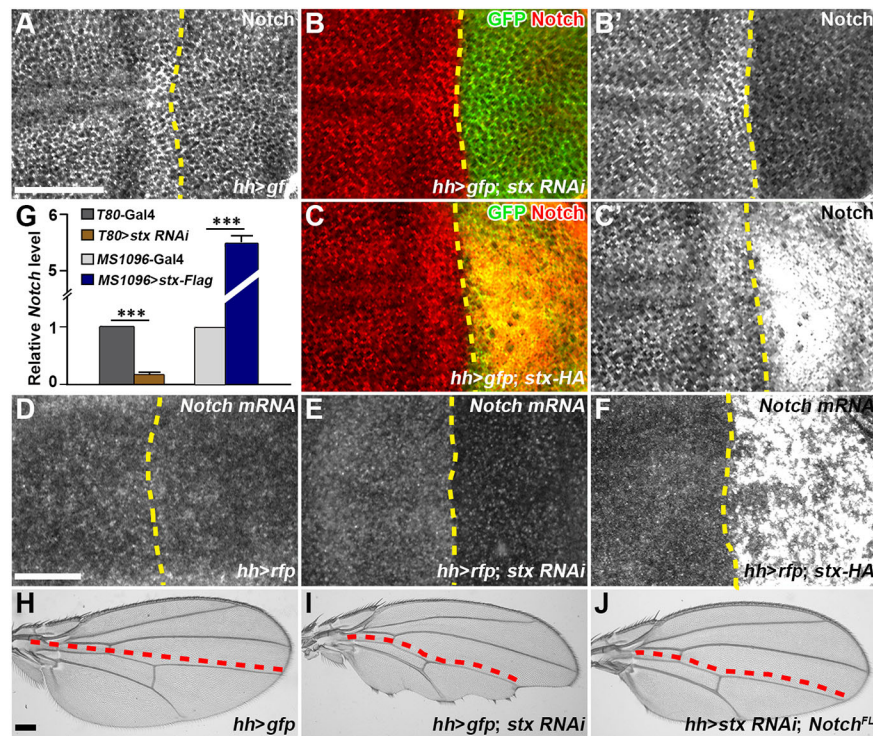 A
Notch
hh>gfp
B
GFP Notch
hh>gfp; stx RNAi
B'
Notch
G
Relative Notch level
6
5
1
0
T80-Gal4
T80>stx RNAi
MS1096-Gal4
MS1096>stx-Flag
***
***
C
GFP Notch
hh>gfp; stx-HA
C'
Notch
D
Notch mRNA
hh>rfp
E
Notch mRNA
hh>rfp; stx RNAi
F
Notch mRNA
hh>rfp; stx-HA
H
hh>gfp
I
hh>gfp; stx RNAi
J
hh>stx RNAi; Notchᶠᴸ